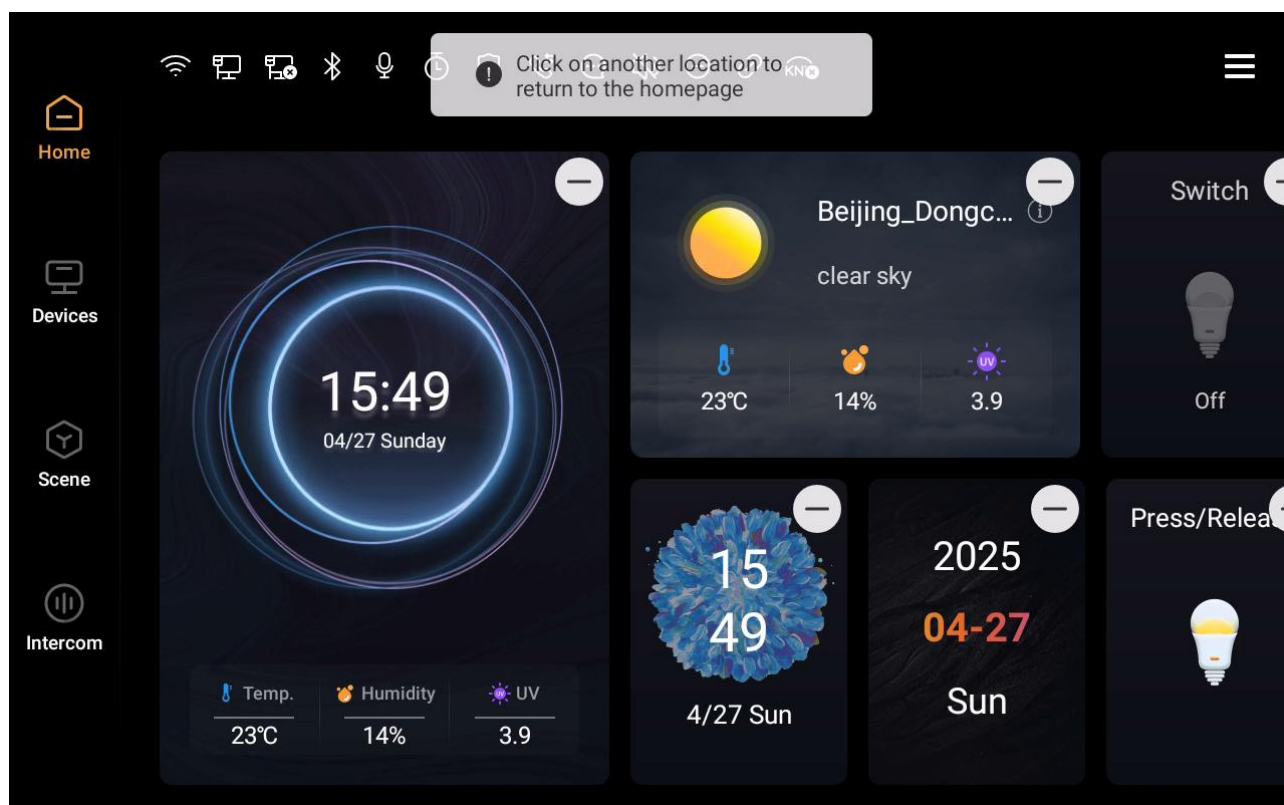 Click on another location to
return to the homepage
KN
Home
Devices
Scene
Intercom
15:49
04/27 Sunday
Temp.
Humidity
UV
23℃
14%
3.9
Beijing_Dongc...
clear sky
UV
23℃
14%
3.9
Switch
Off
15
49
4/27 Sun
2025
04-27
Sun
Press/Relea